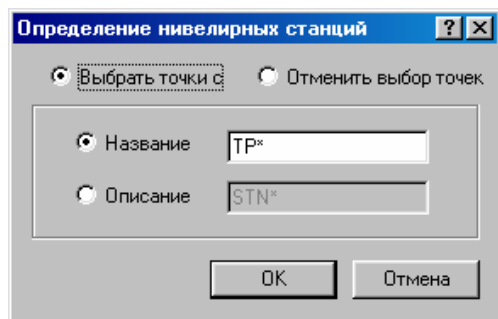 Определение нивелирных станций
Выбрать точки с Отменить выбор точек
Название TP*
Описание STN*
OK Отмена